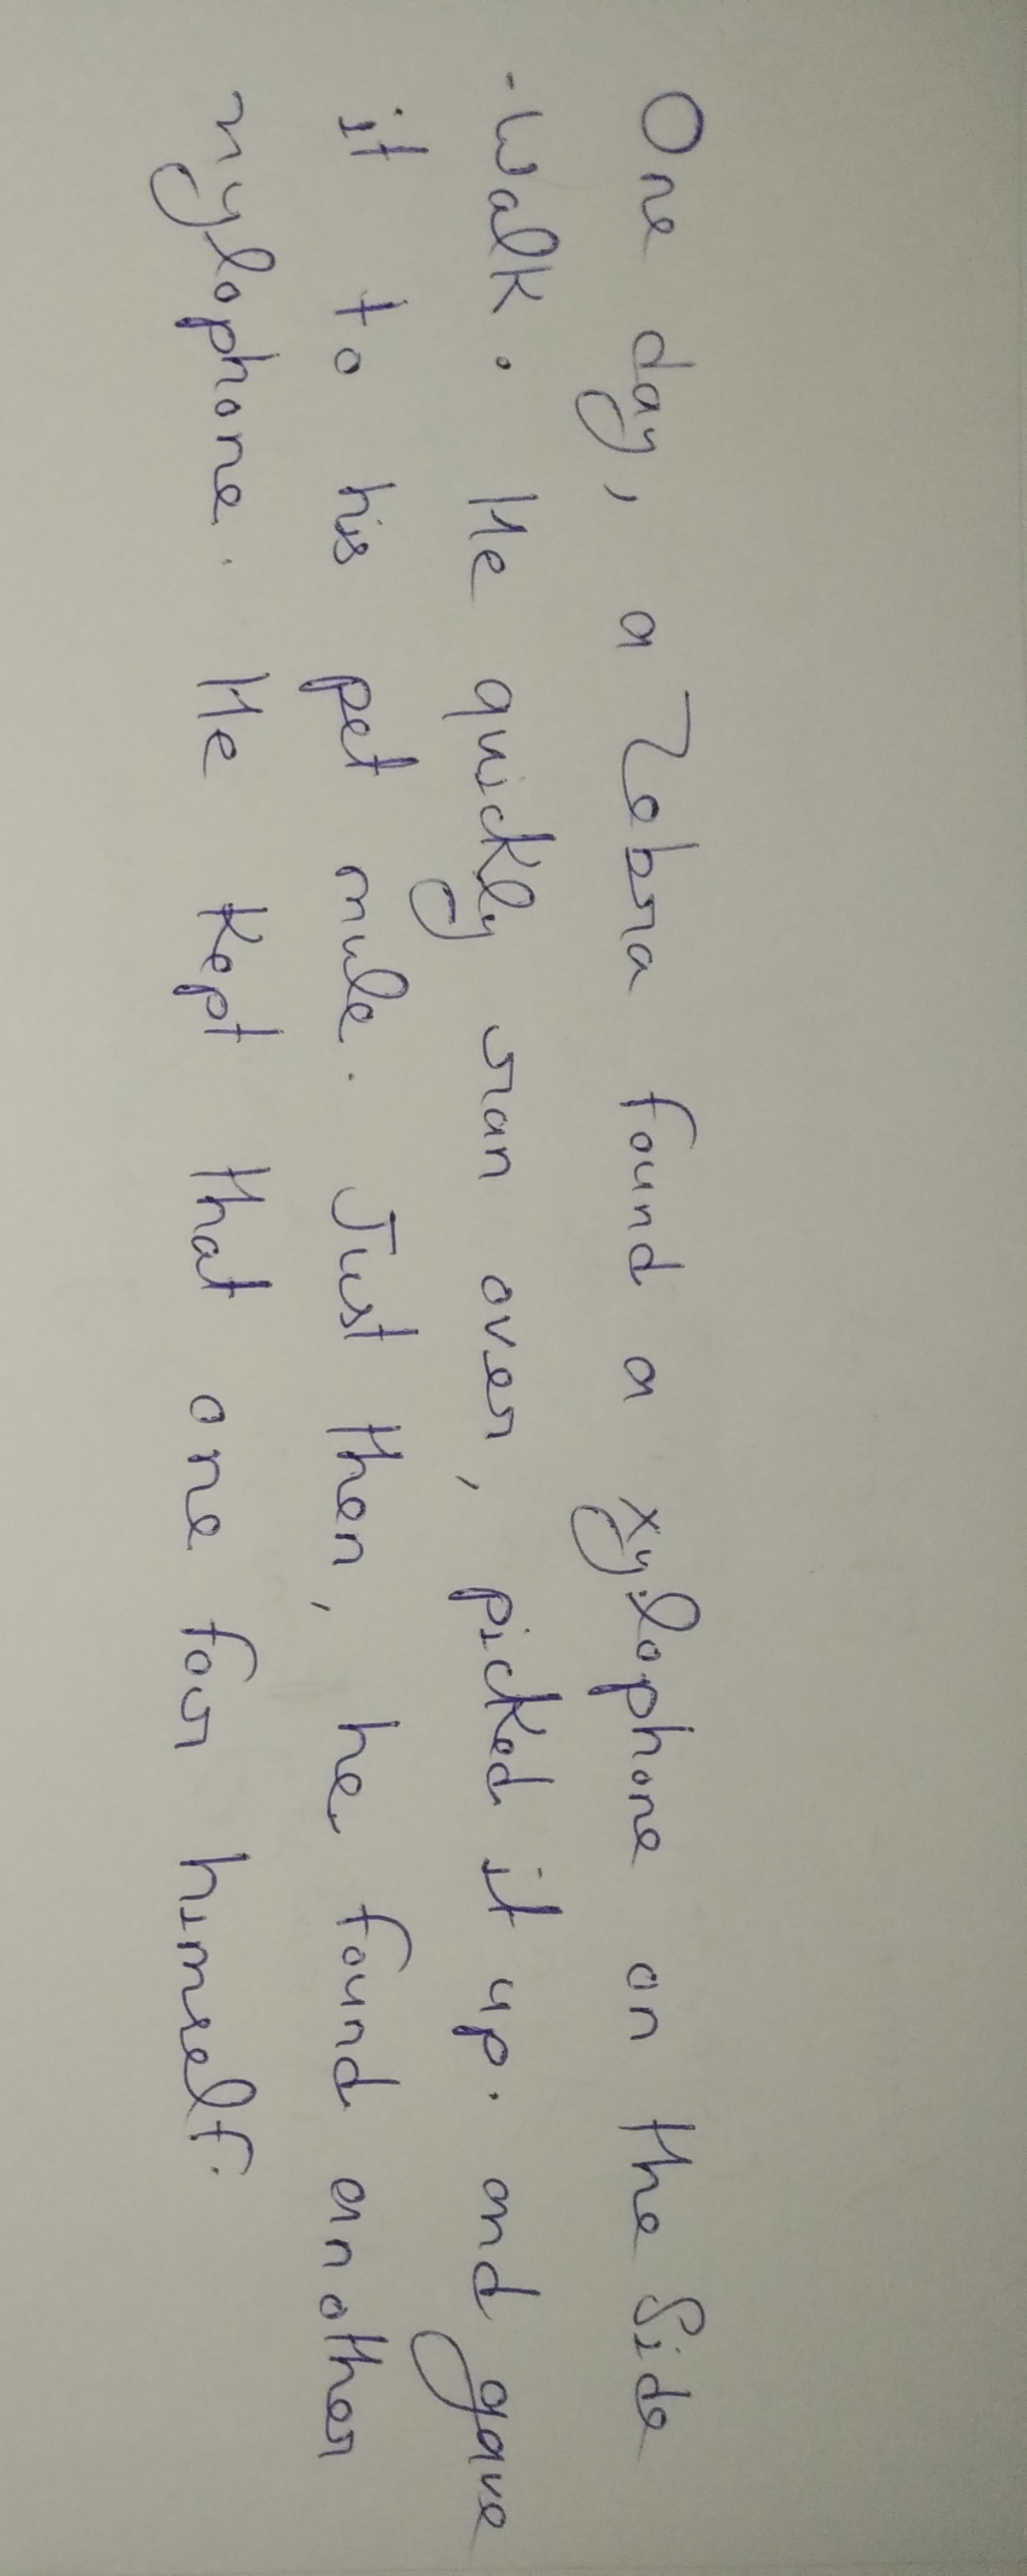 One day, a Zebra found a xylophone on the Side
-Walk. He quickly ran over, picked it up. and gave
it to his pet mule. Just then, he found another
xylophone. He kept that one for himself.